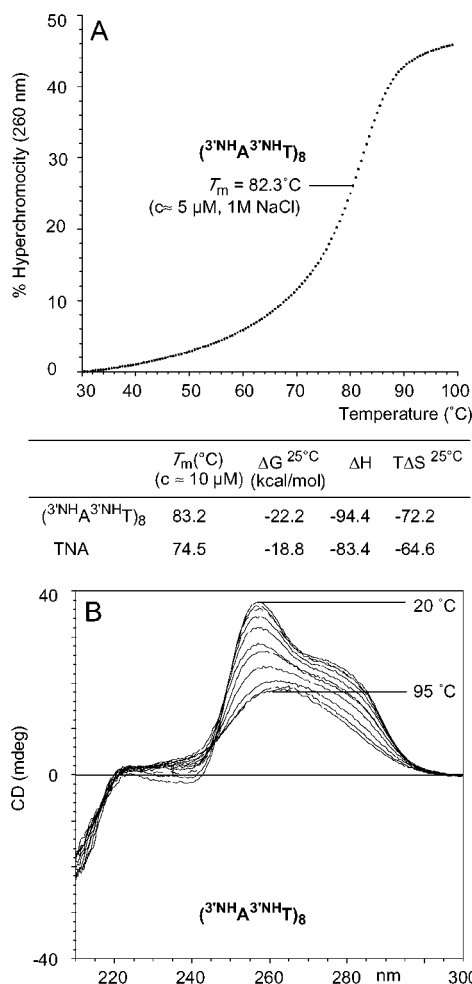 A
50
40
30
20
10
0
% Hyperchromocity (260 nm)
(3'NHA3'NHT)8
Tm = 82.3˚C
(c≈ 5 µM, 1M NaCl)
30 40 50 60 70 80 90 100
Temperature (˚C)
Tm(°C) ΔG 25°C ΔH TΔS 25°C
(c ≈ 10 µM) (kcal/mol)
(3'NHA3'NHT)8 83.2 -22.2 -94.4 -72.2
TNA 74.5 -18.8 -83.4 -64.6
B
40
0
-40
CD (mdeg)
20 ˚C
95 ˚C
(3'NHA3'NHT)8
220 240 260 280 nm 300